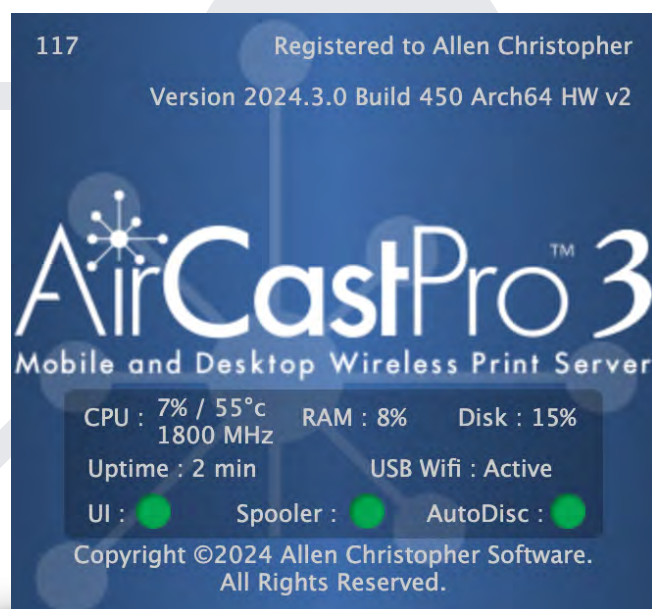 117 Registered to Allen Christopher
Version 2024.3.0 Build 450 Arch64 HW v2
AirCastPro™ 3
Mobile and Desktop Wireless Print Server
CPU : 7% / 55°c RAM : 8% Disk : 15%
1800 MHz
Uptime : 2 min USB Wifi : Active
UI : Spooler : AutoDisc :
Copyright ©2024 Allen Christopher Software.
All Rights Reserved.